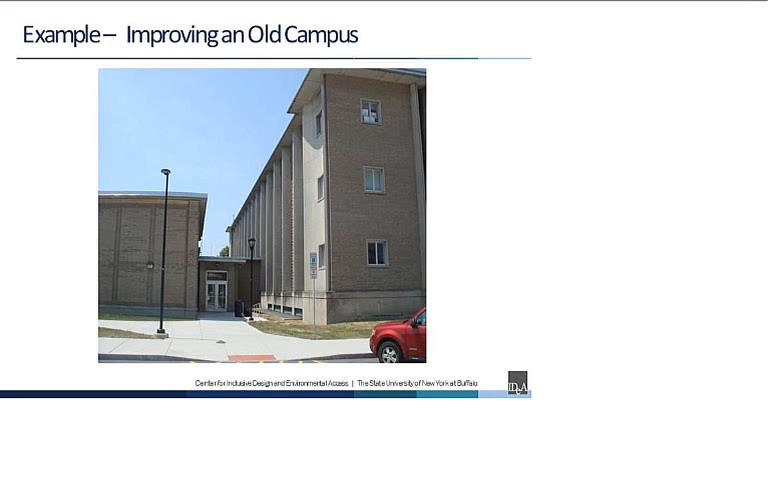 Example – Improving an Old Campus
Center for Inclusive Design and Environmental Access | The State University of New York at Buffalo
IDeA